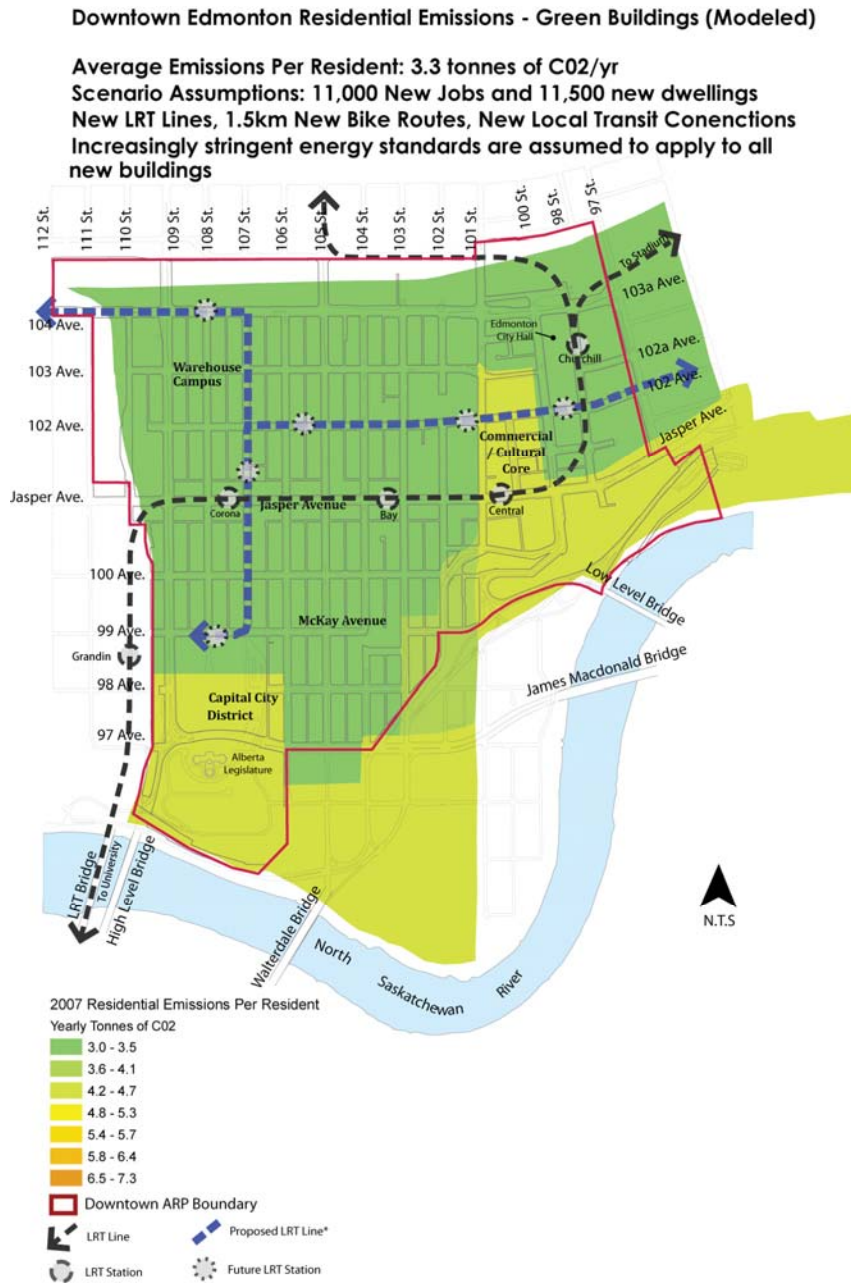 Downtown Edmonton Residential Emissions - Green Buildings (Modeled)
Average Emissions Per Resident: 3.3 tonnes of C02/yr
Scenario Assumptions: 11,000 New Jobs and 11,500 new dwellings
New LRT Lines, 1.5km New Bike Routes, New Local Transit Conenctions
Increasingly stringent energy standards are assumed to apply to all
new buildings
112 St.
111 St.
110 St.
109 St.
108 St.
107 St.
106 St.
105 St.
104 St.
103 St.
102 St.
101 St.
100 St.
98 St.
97 St.
To Stadium
103a Ave.
104 Ave.
Edmonton
City Hall
Churchill
102a Ave.
103 Ave.
Warehouse
Campus
102 Ave.
102 Ave.
Jasper Ave.
Commercial
/ Cultural
Core
Jasper Ave.
Corona
Jasper Avenue
Bay
Central
100 Ave.
Low Level Bridge
99 Ave.
McKay Avenue
Grandin
James Macdonald Bridge
98 Ave.
Capital City
District
97 Ave.
Alberta
Legislature
LRT Bridge
To University
High Level Bridge
Walterdale Bridge
North
Saskatchewan
River
N.T.S
2007 Residential Emissions Per Resident
Yearly Tonnes of C02
3.0 - 3.5
3.6 - 4.1
4.2 - 4.7
4.8 - 5.3
5.4 - 5.7
5.8 - 6.4
6.5 - 7.3
Downtown ARP Boundary
LRT Line
Proposed LRT Line*
LRT Station
Future LRT Station